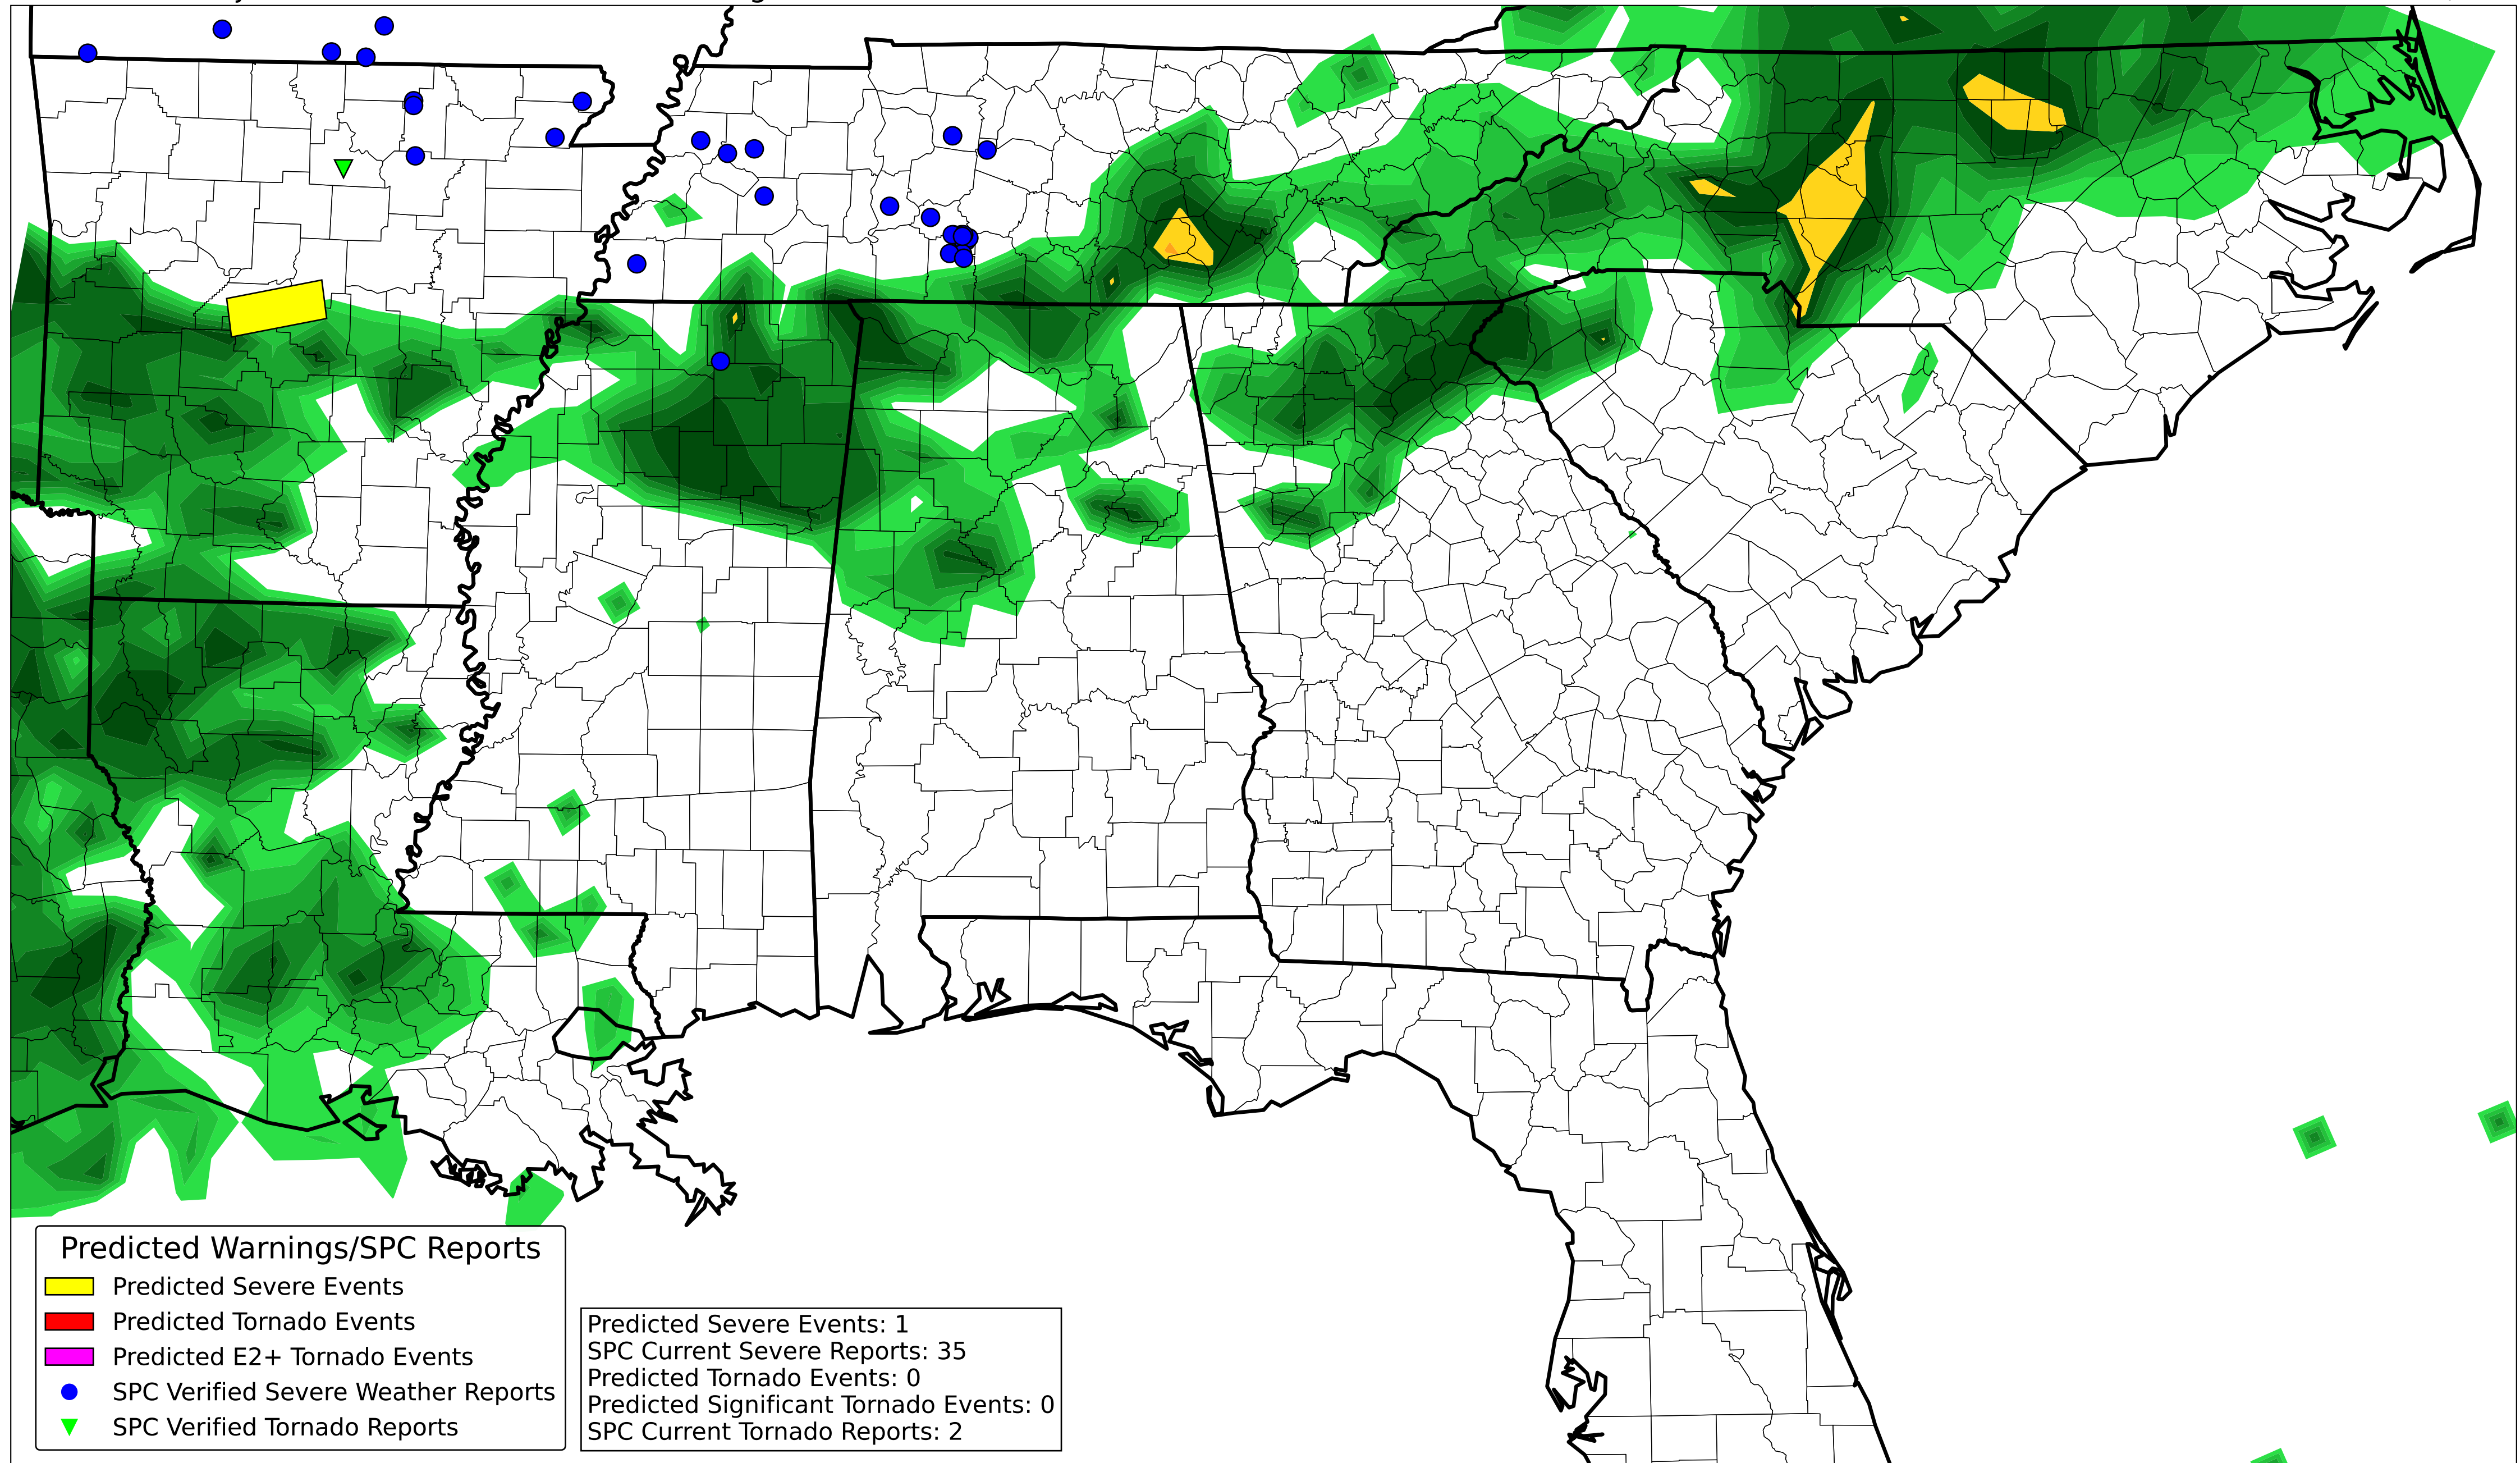 Predicted Warnings/SPC Reports
Predicted Severe Events
Predicted Tornado Events
Predicted E2+ Tornado Events
SPC Verified Severe Weather Reports
SPC Verified Tornado Reports
Predicted Severe Events: 1
SPC Current Severe Reports: 35
Predicted Tornado Events: 0
Predicted Significant Tornado Events: 0
SPC Current Tornado Reports: 2